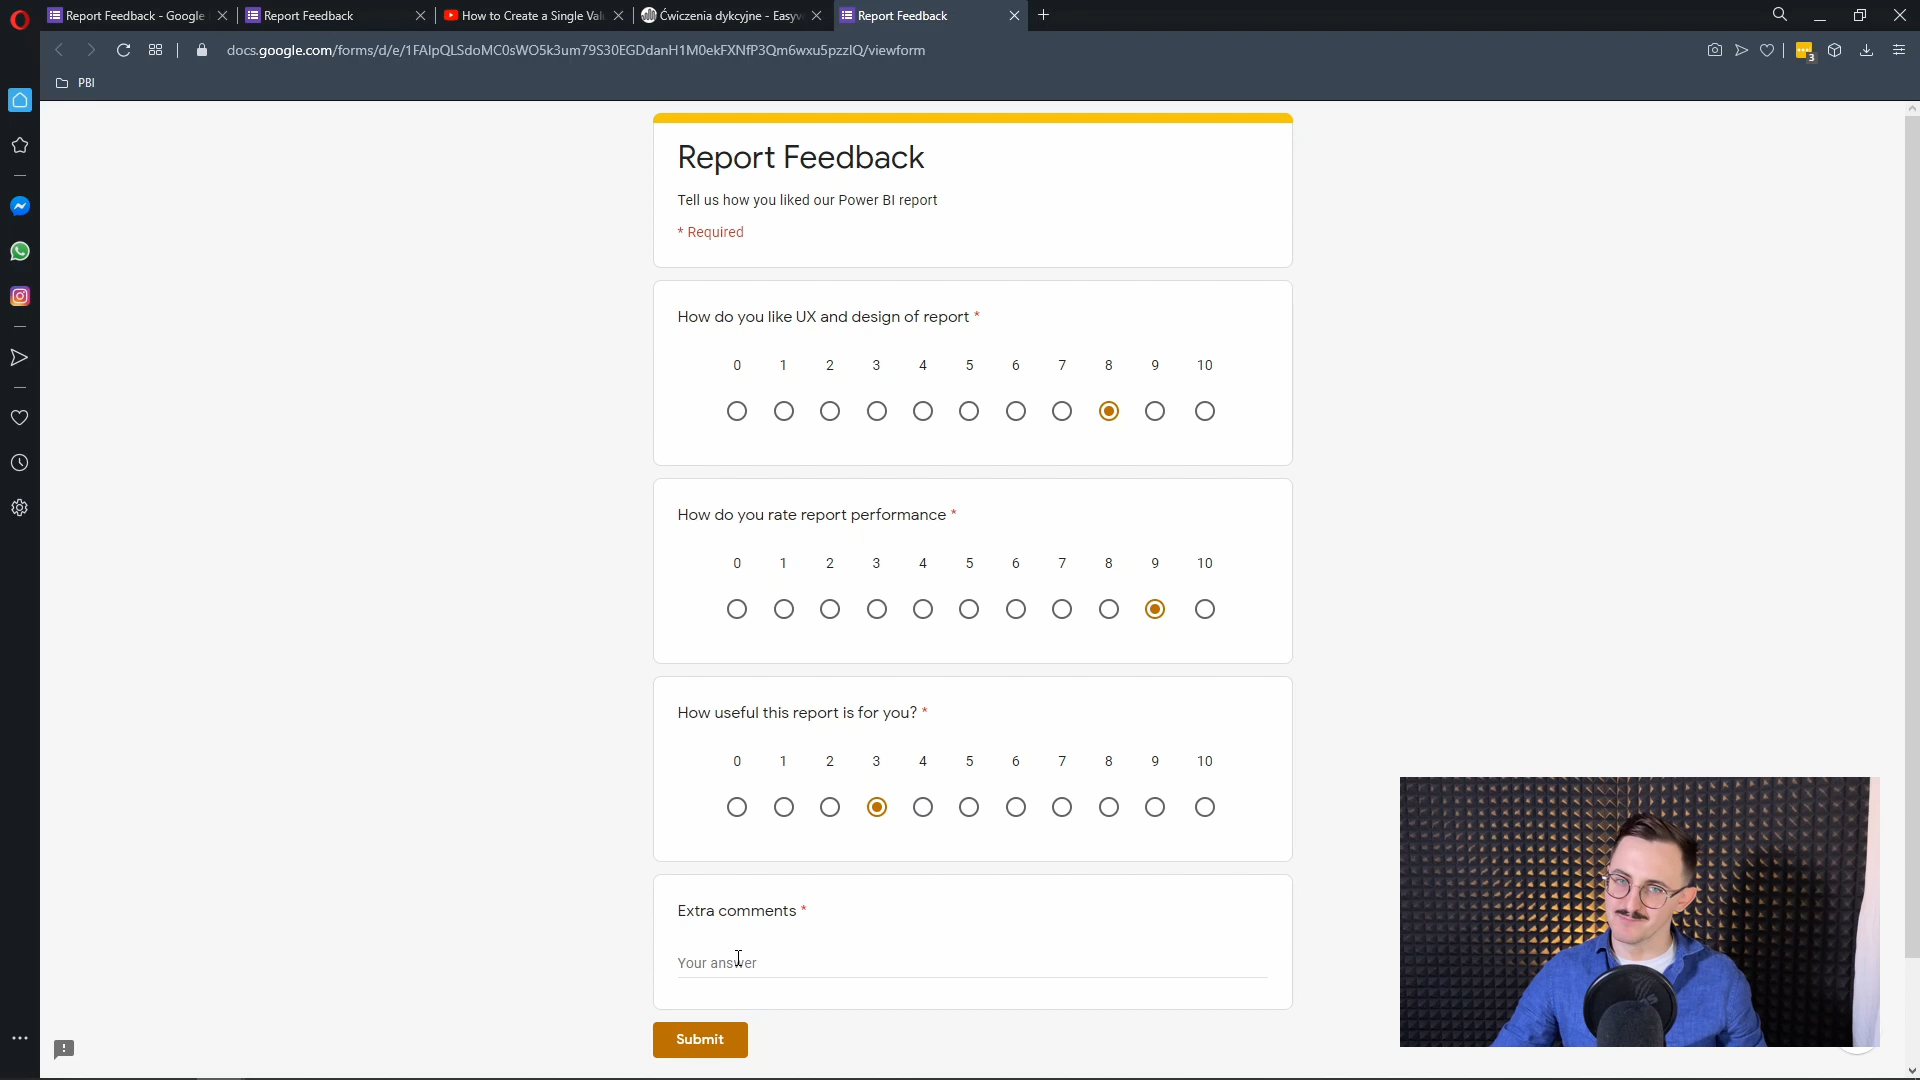 Report Feedback - Google
Report Feedback
How to Create a Single Val
Ćwiczenia dykcyjne - Easyv
Report Feedback
docs.google.com/forms/d/e/1FAIpQLSdoMC0sWO5k3um79S30EGDdanH1M0ekFXNfP3Qm6wxu5pzzIQ/viewform
3
PBI
Report Feedback
Tell us how you liked our Power BI report
* Required
How do you like UX and design of report *
0 1 2 3 4 5 6 7 8 9 10
How do you rate report performance *
0 1 2 3 4 5 6 7 8 9 10
How useful this report is for you? *
0 1 2 3 4 5 6 7 8 9 10
Extra comments *
Your answer
Submit